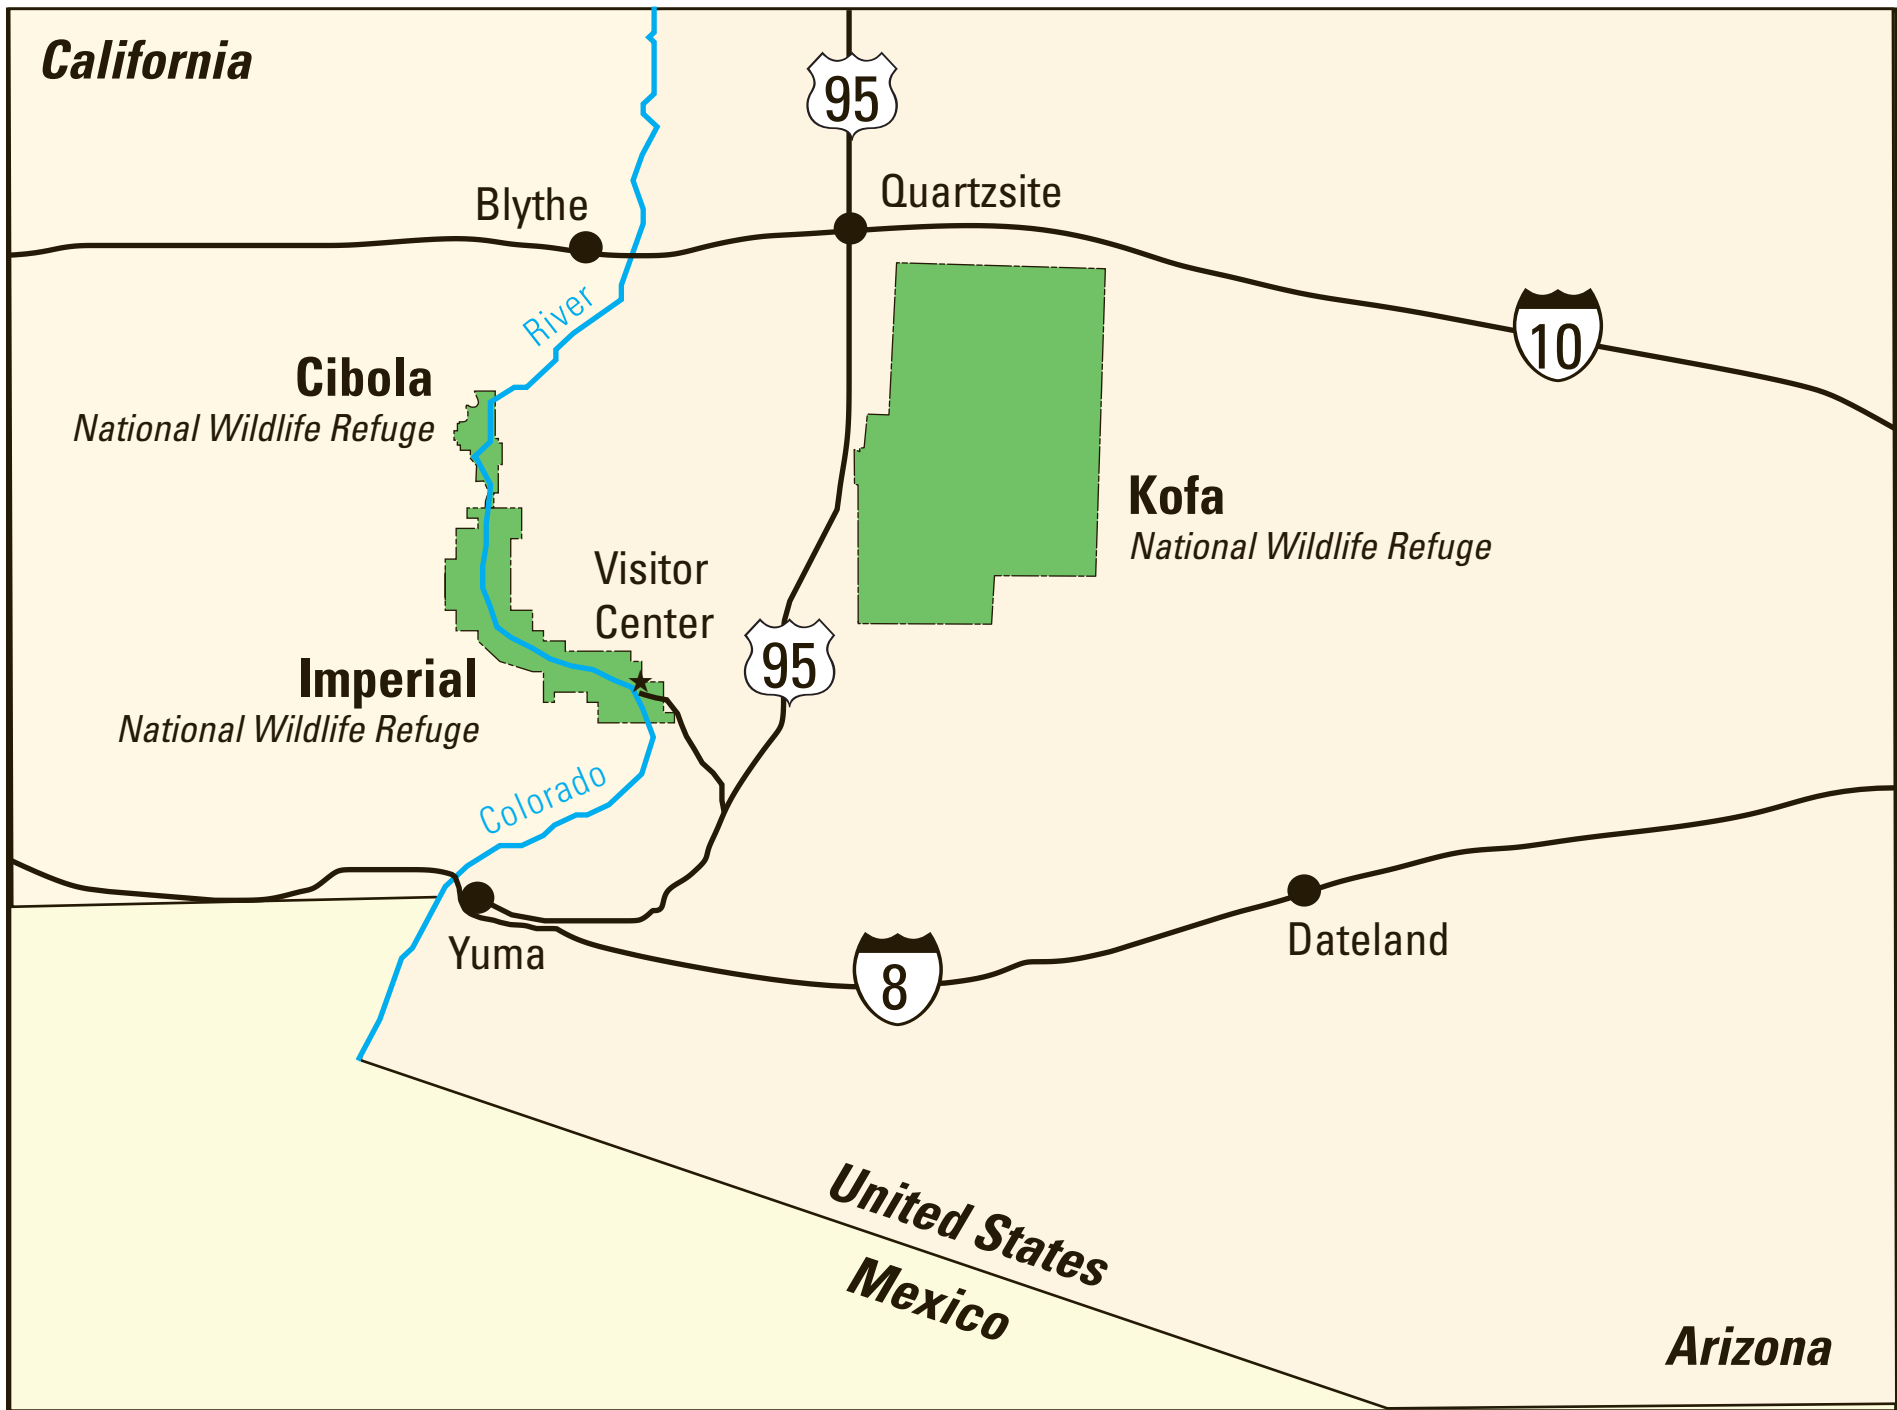 California
95
Quartzsite
Blythe
River
10
Cibola
National Wildlife Refuge
Kofa
National Wildlife Refuge
Visitor
Center
95
Imperial
National Wildlife Refuge
Colorado
Yuma
8
Dateland
United States
Mexico
Arizona